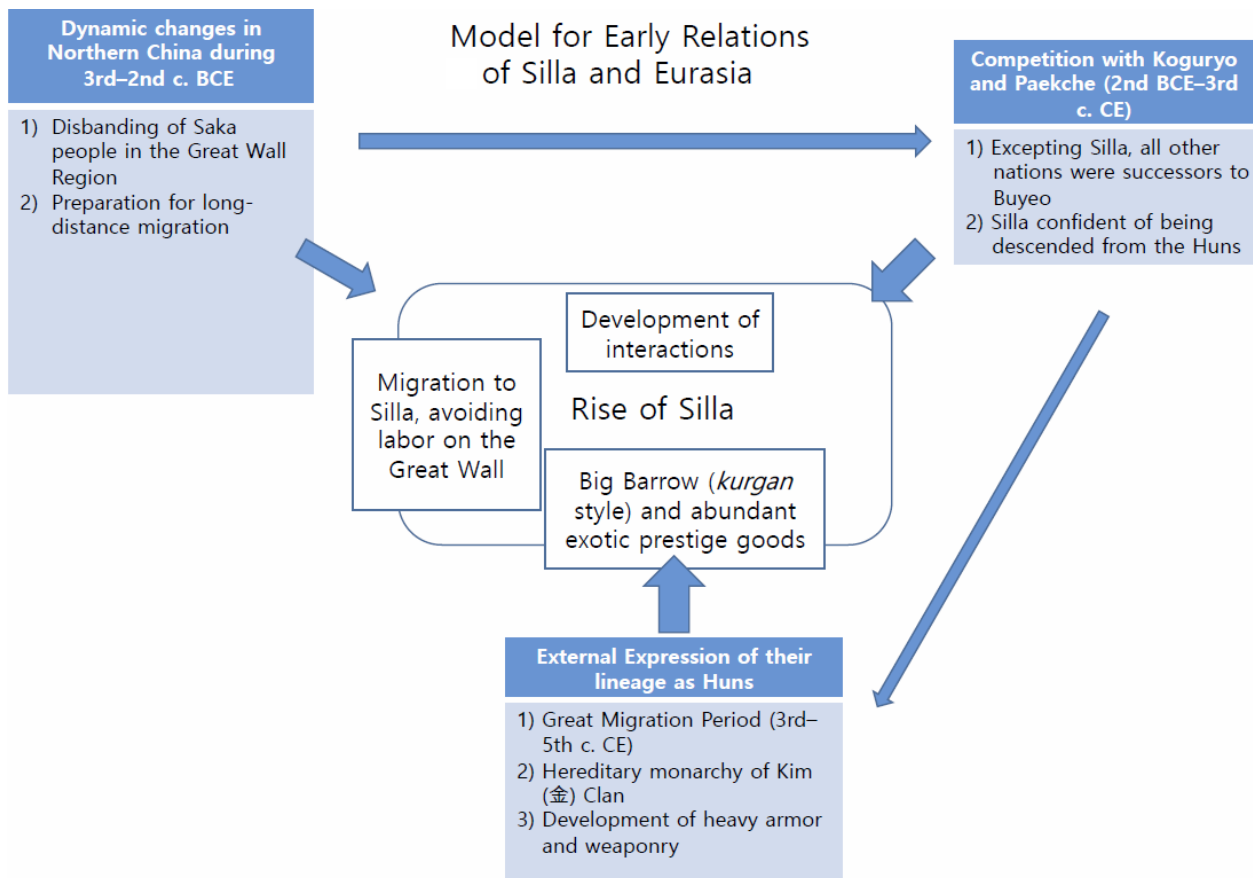 Model for Early Relations
of Silla and Eurasia
Dynamic changes in
Northern China during
3rd–2nd c. BCE
1) Disbanding of Saka
people in the Great Wall
Region
2) Preparation for long-
distance migration
Competition with Koguryo
and Paekche (2nd BCE–3rd
c. CE)
1) Excepting Silla, all other
nations were successors to
Buyeo
2) Silla confident of being
descended from the Huns
Development of
interactions
Migration to
Silla, avoiding
labor on the
Great Wall
Rise of Silla
Big Barrow (kurgan
style) and abundant
exotic prestige goods
External Expression of their
lineage as Huns
1) Great Migration Period (3rd–
5th c. CE)
2) Hereditary monarchy of Kim
(金) Clan
3) Development of heavy armor
and weaponry